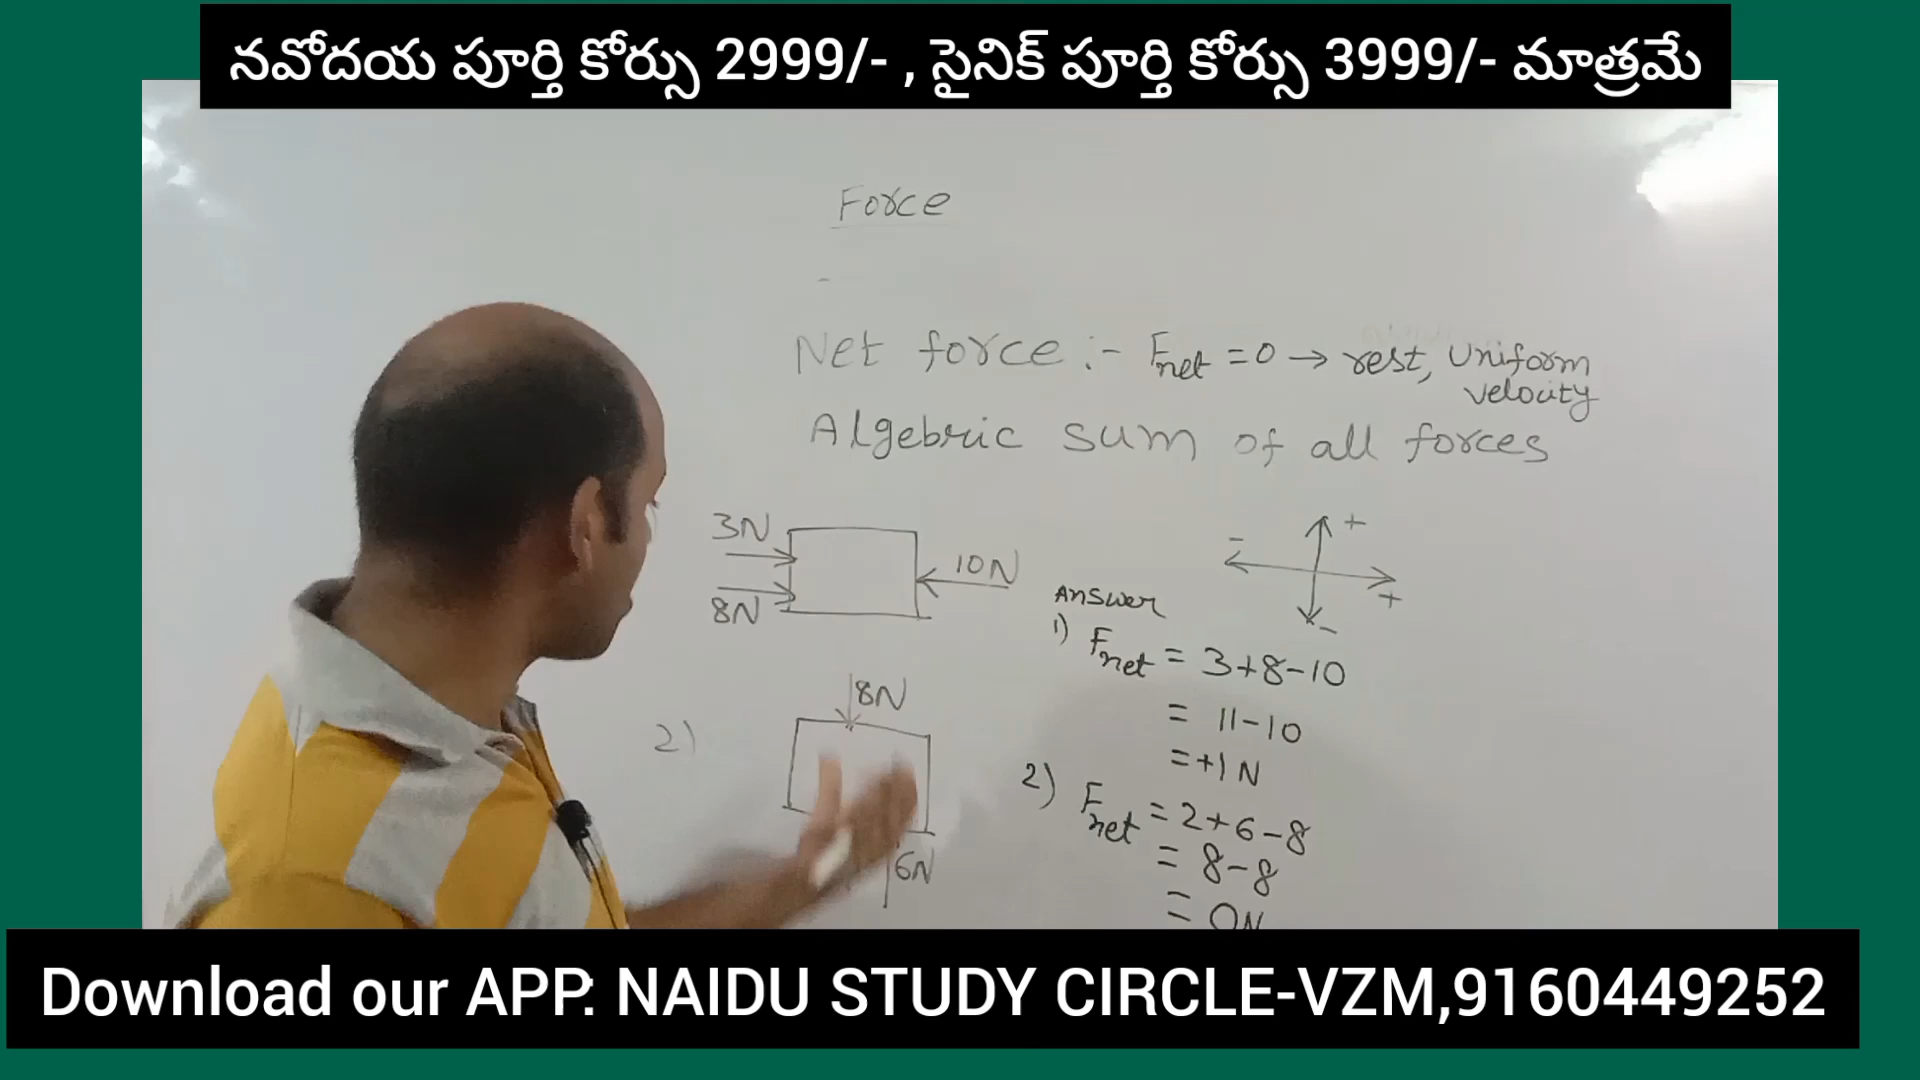 నవోదయ పూర్తి కోర్సు 2999/- , సైనిక్ పూర్తి కోర్సు 3999/- మాత్రమే
Force
Net force :- Fnet = 0 → rest, Uniform
velocity
Algebric sum of all forces
3N
8N
10N
+
-
+
-
Answer
1) Fnet = 3+8-10
= 11-10
= +1 N
2)
8N
6N
2) Fnet = 2+6-8
= 8-8
= 0N
Download our APP: NAIDU STUDY CIRCLE-VZM,9160449252